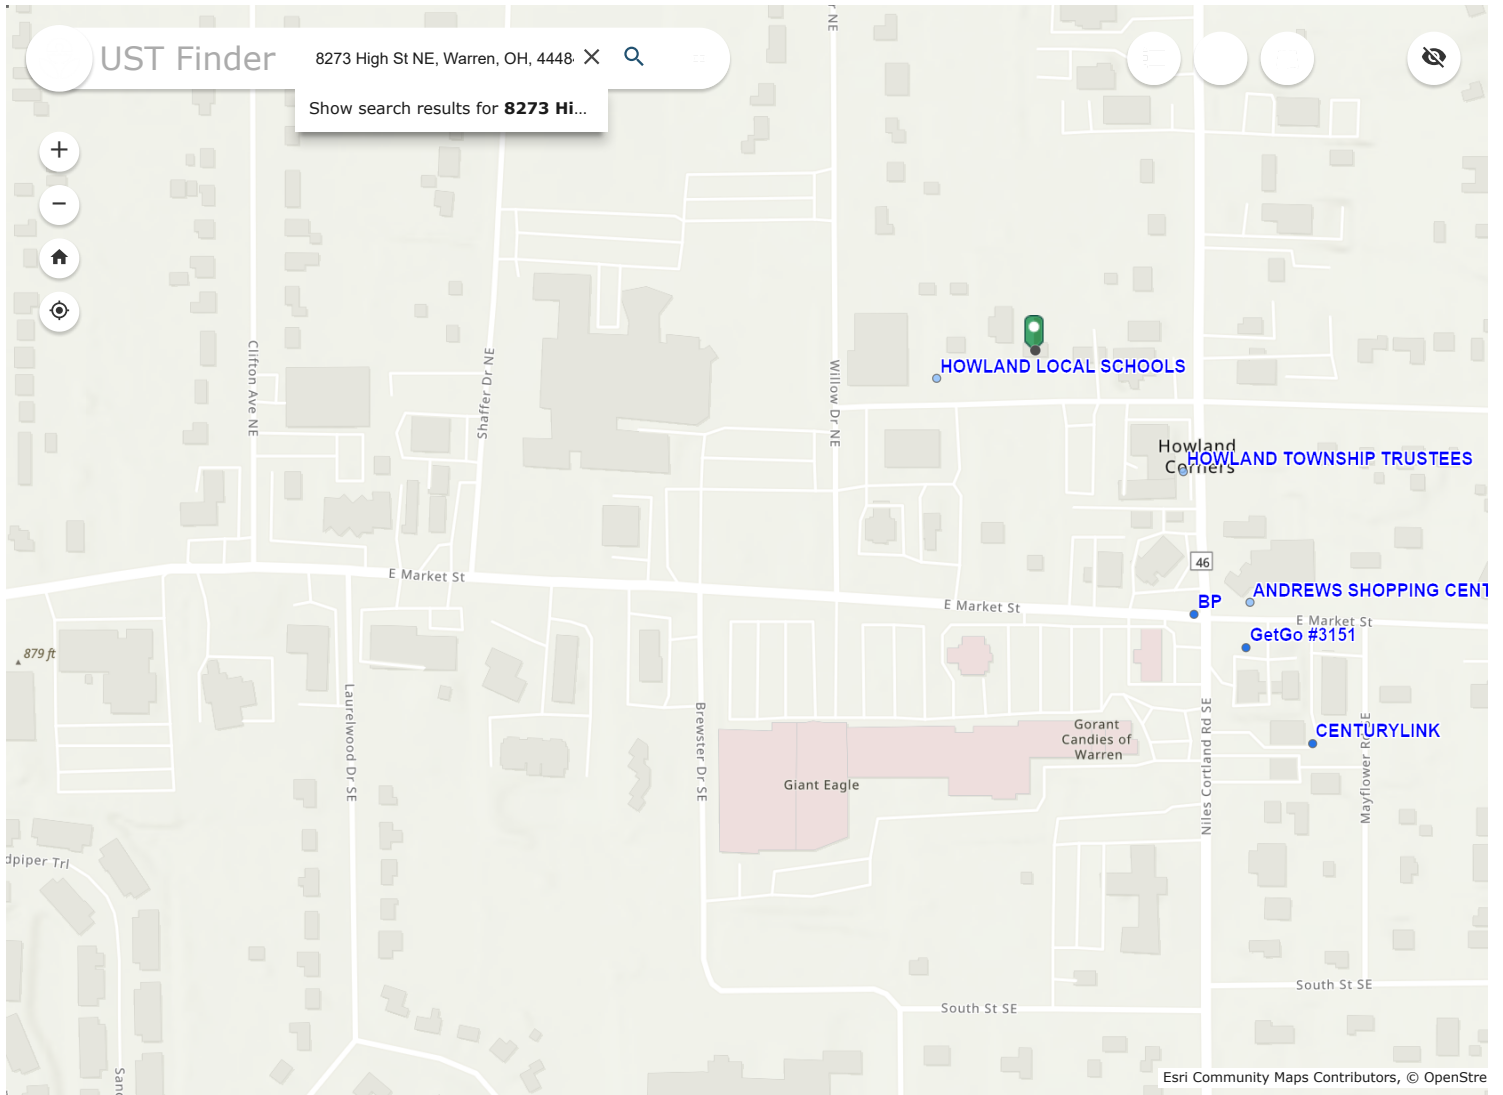 r NE
UST Finder
8273 High St NE, Warren, OH, 4448
Show search results for 8273 Hi...
Clifton Ave NE
Shaffer Dr NE
Willow Dr NE
HOWLAND LOCAL SCHOOLS
Howland
Corners
HOWLAND TOWNSHIP TRUSTEES
46
E Market St
E Market St
BP
ANDREWS SHOPPING CENT
E Market St
GetGo #3151
879 ft
Laurelwood Dr SE
Brewster Dr SE
Niles Cortland Rd SE
Mayflower Rd SE
CENTURYLINK
Gorant
Candies of
Warren
Giant Eagle
dpiper Trl
South St SE
South St SE
Sand
Esri Community Maps Contributors, © OpenStre